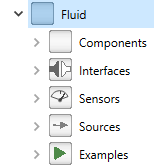 Fluid
Components
Interfaces
Sensors
Sources
Examples